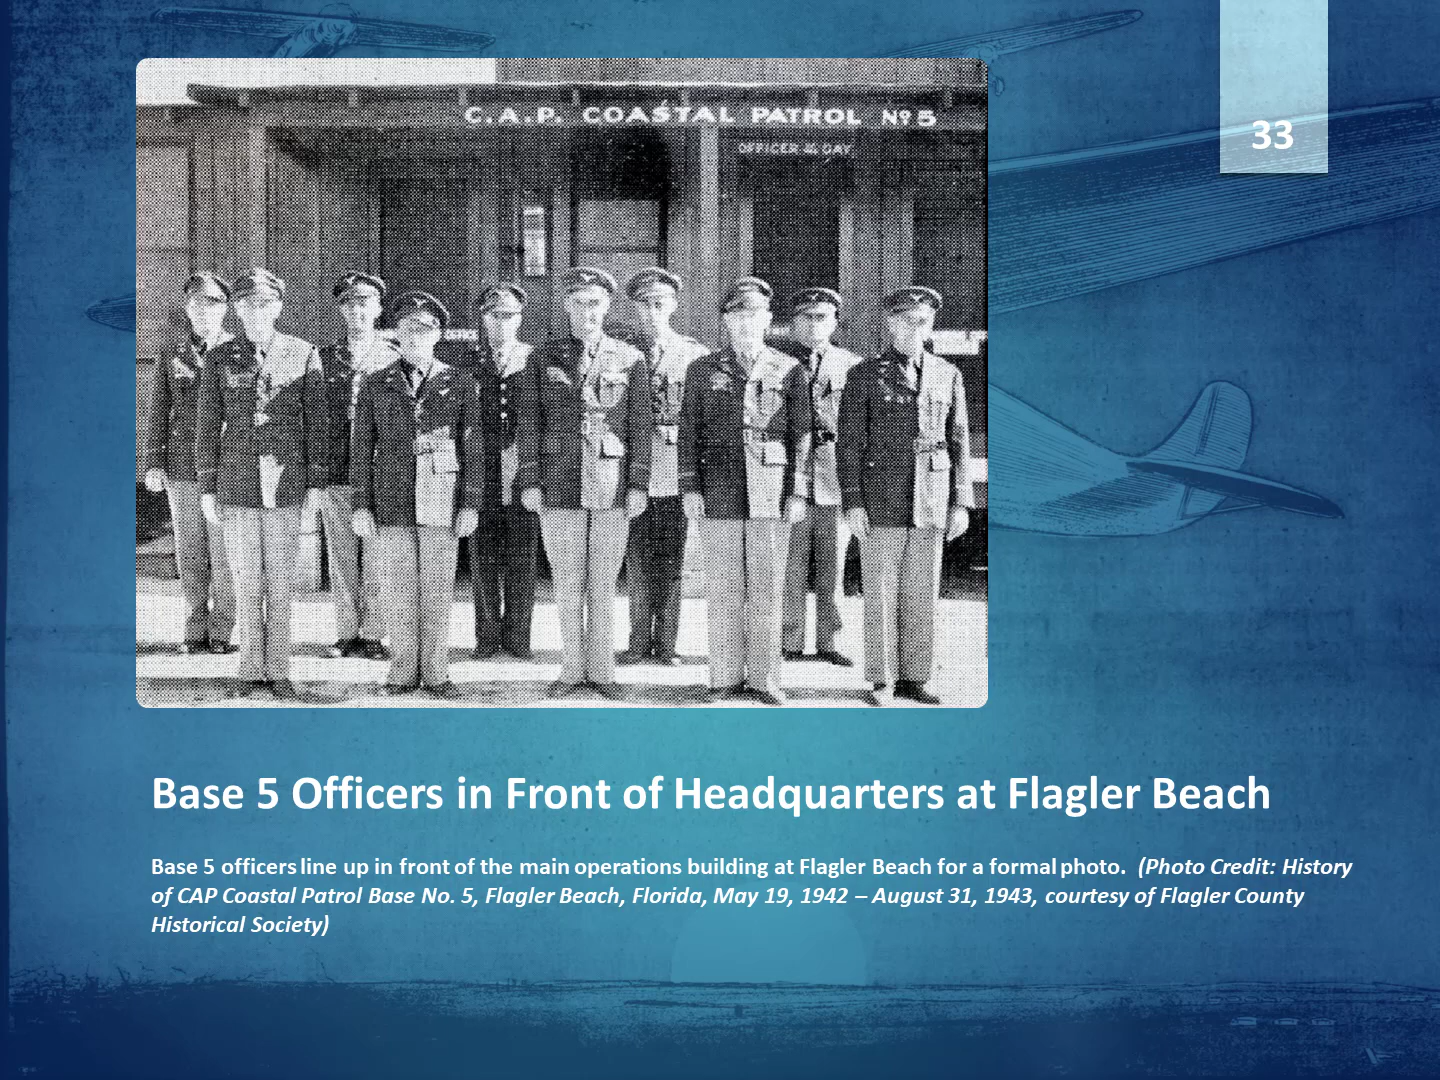 33
C.A.P. COASTAL PATROL Nº 5
OFFICER of the DAY
Base 5 Officers in Front of Headquarters at Flagler Beach
Base 5 officers line up in front of the main operations building at Flagler Beach for a formal photo. (Photo Credit: History
of CAP Coastal Patrol Base No. 5, Flagler Beach, Florida, May 19, 1942 – August 31, 1943, courtesy of Flagler County
Historical Society)